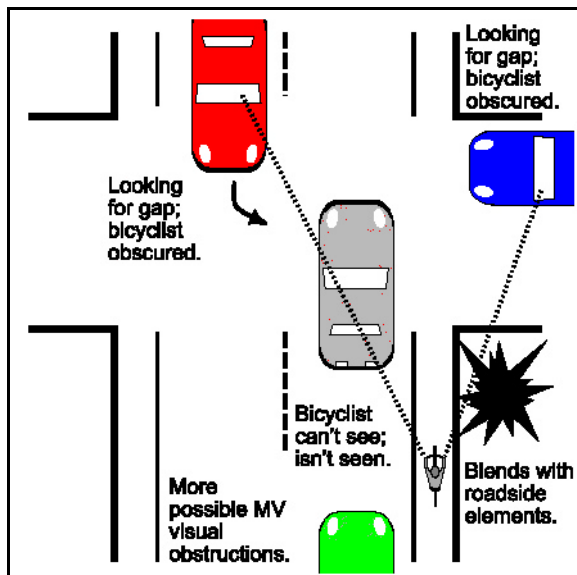 Looking
for gap;
bicyclist
obscured.
Looking
for gap;
bicyclist
obscured.
Bicyclist
can't see;
isn't seen.
More
possible MV
visual
obstructions.
Blends with
roadside
elements.